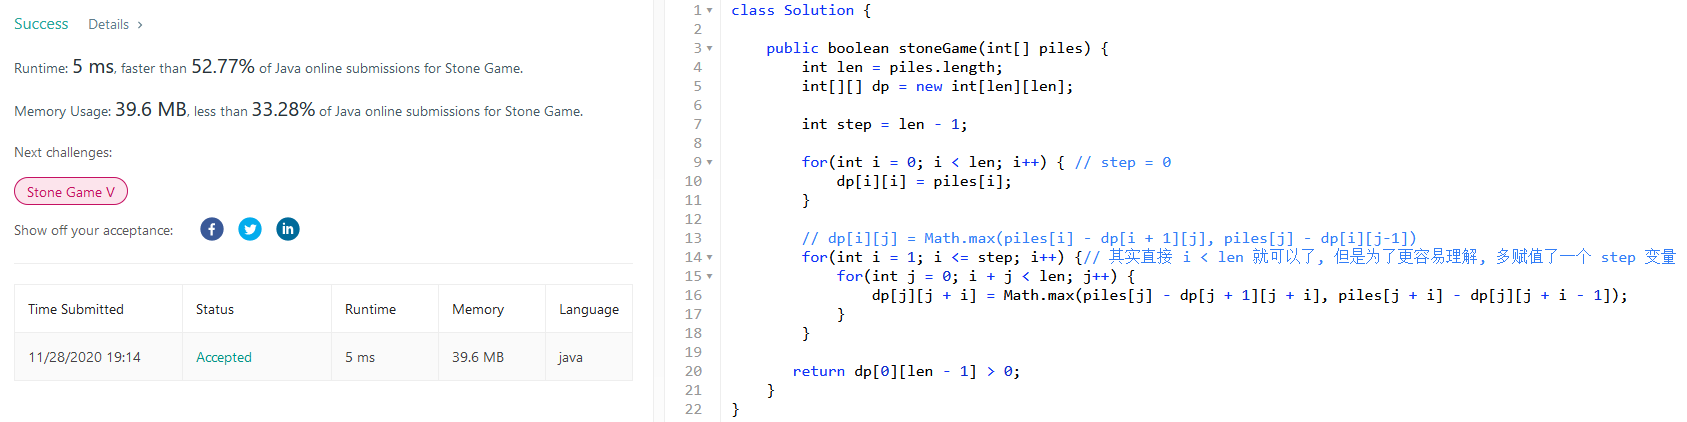 Success Details ›
Runtime: 5 ms, faster than 52.77% of Java online submissions for Stone Game.
Memory Usage: 39.6 MB, less than 33.28% of Java online submissions for Stone Game.
Next challenges:
Stone Game V
Show off your acceptance:
Time Submitted Status Runtime Memory Language
11/28/2020 19:14 Accepted 5 ms 39.6 MB java
1 class Solution {
2
3     public boolean stoneGame(int[] piles) {
4         int len = piles.length;
5         int[][] dp = new int[len][len];
6
7         int step = len - 1;
8
9         for(int i = 0; i < len; i++) { // step = 0
10             dp[i][i] = piles[i];
11         }
12
13         // dp[i][j] = Math.max(piles[i] - dp[i + 1][j], piles[j] - dp[i][j-1])
14         for(int i = 1; i <= step; i++) {// 其实直接 i < len 就可以了, 但是为了更容易理解, 多赋值了一个 step 变量
15             for(int j = 0; i + j < len; j++) {
16                 dp[j][j + i] = Math.max(piles[j] - dp[j + 1][j + i], piles[j + i] - dp[j][j + i - 1]);
17             }
18         }
19
20        return dp[0][len - 1] > 0;
21     }
22 }